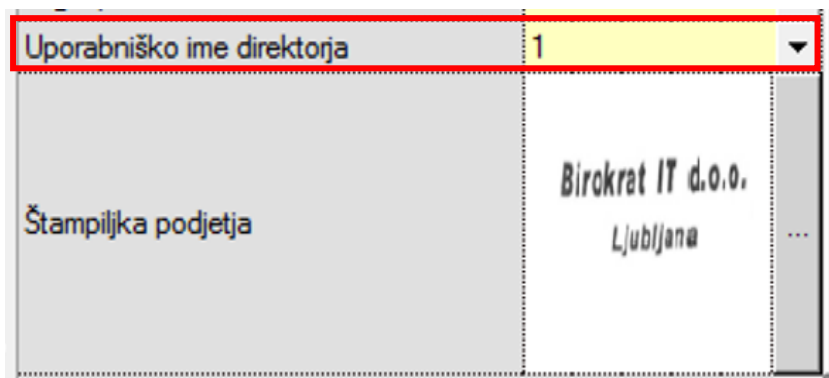 Uporabniško ime direktorja 1
Štampiljka podjetja
Birokrat IT d.o.o.
Ljubljana
...